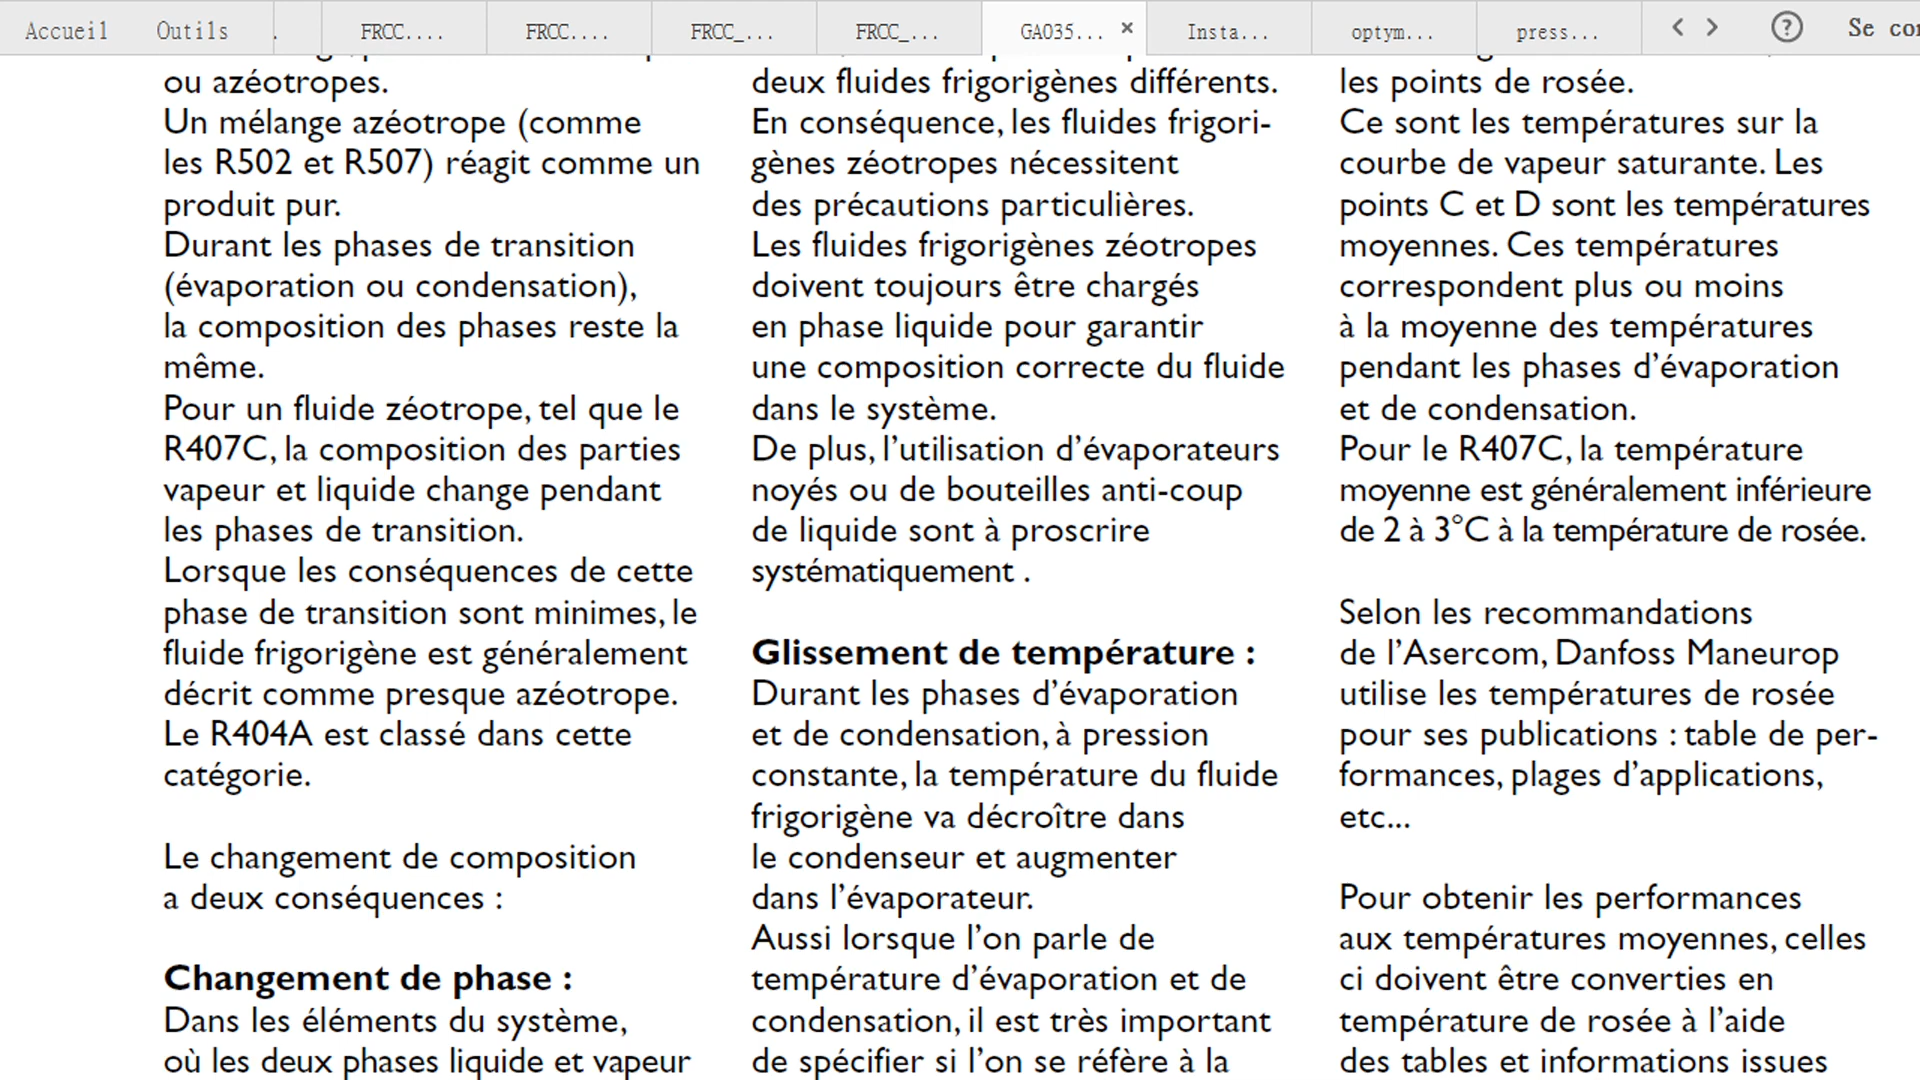 Accueil Outils . FRCC.... FRCC.... FRCC_... FRCC_... GA035... × Insta... optym... press... < > ? Se con
ou azéotropes.
Un mélange azéotrope (comme
les R502 et R507) réagit comme un
produit pur.
Durant les phases de transition
(évaporation ou condensation),
la composition des phases reste la
même.
Pour un fluide zéotrope, tel que le
R407C, la composition des parties
vapeur et liquide change pendant
les phases de transition.
Lorsque les conséquences de cette
phase de transition sont minimes, le
fluide frigorigène est généralement
décrit comme presque azéotrope.
Le R404A est classé dans cette
catégorie.
Le changement de composition
a deux conséquences :
Changement de phase :
Dans les éléments du système,
où les deux phases liquide et vapeur
deux fluides frigorigènes différents.
En conséquence, les fluides frigori-
gènes zéotropes nécessitent
des précautions particulières.
Les fluides frigorigènes zéotropes
doivent toujours être chargés
en phase liquide pour garantir
une composition correcte du fluide
dans le système.
De plus, l’utilisation d’évaporateurs
noyés ou de bouteilles anti-coup
de liquide sont à proscrire
systématiquement .
Glissement de température :
Durant les phases d’évaporation
et de condensation, à pression
constante, la température du fluide
frigorigène va décroître dans
le condenseur et augmenter
dans l’évaporateur.
Aussi lorsque l’on parle de
température d’évaporation et de
condensation, il est très important
de spécifier si l’on se réfère à la
les points de rosée.
Ce sont les températures sur la
courbe de vapeur saturante. Les
points C et D sont les températures
moyennes. Ces températures
correspondent plus ou moins
à la moyenne des températures
pendant les phases d’évaporation
et de condensation.
Pour le R407C, la température
moyenne est généralement inférieure
de 2 à 3°C à la température de rosée.
Selon les recommandations
de l’Asercom, Danfoss Maneurop
utilise les températures de rosée
pour ses publications : table de per-
formances, plages d’applications,
etc...
Pour obtenir les performances
aux températures moyennes, celles
ci doivent être converties en
température de rosée à l’aide
des tables et informations issues